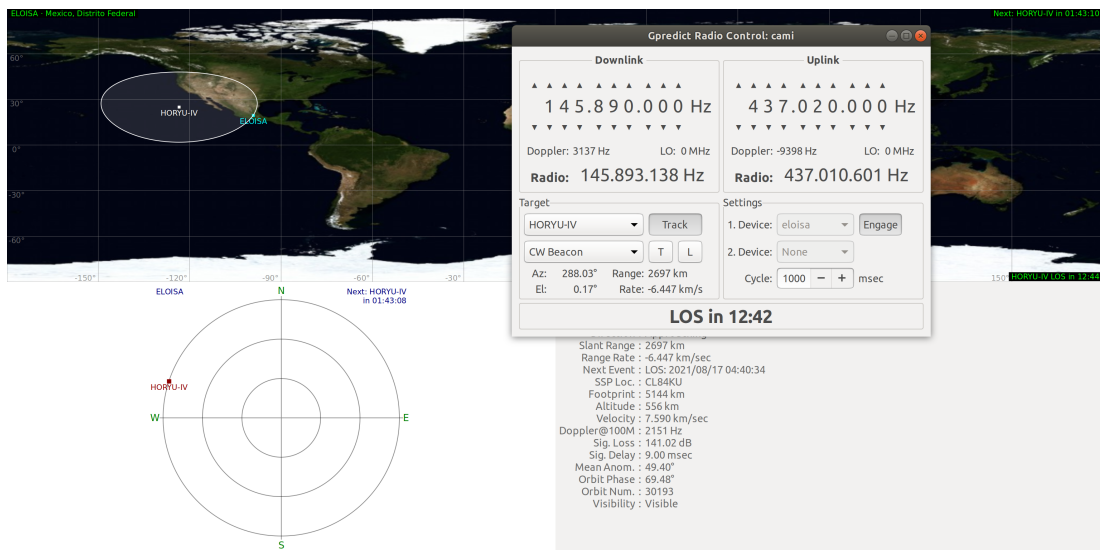 ELOISA - Mexico, Distrito Federal
Next: HORYU-IV in 01:43:10
60°
30°
0°
-30°
-60°
HORYU-IV
ELOISA
-150°
-120°
-90°
-60°
-30°
150°
HORYU-IV LOS in 12:44
Gpredict Radio Control: cami
Downlink
145.890.000 Hz
Doppler: 3137 Hz
LO: 0 MHz
Radio: 145.893.138 Hz
Uplink
437.020.000 Hz
Doppler: -9398 Hz
LO: 0 MHz
Radio: 437.010.601 Hz
Target
HORYU-IV
Track
CW Beacon
T
L
Az: 288.03°
Range: 2697 km
El: 0.17°
Rate: -6.447 km/s
Settings
1. Device: eloisa
Engage
2. Device: None
Cycle: 1000 − + msec
LOS in 12:42
ELOISA
Next: HORYU-IV
in 01:43:08
N
HORYU-IV
W
E
S
Slant Range : 2697 km
Range Rate : -6.447 km/sec
Next Event : LOS: 2021/08/17 04:40:34
SSP Loc. : CL84KU
Footprint : 5144 km
Altitude : 556 km
Velocity : 7.590 km/sec
Doppler@100M : 2151 Hz
Sig. Loss : 141.02 dB
Sig. Delay : 9.00 msec
Mean Anom. : 49.40°
Orbit Phase : 69.48°
Orbit Num. : 30193
Visibility : Visible